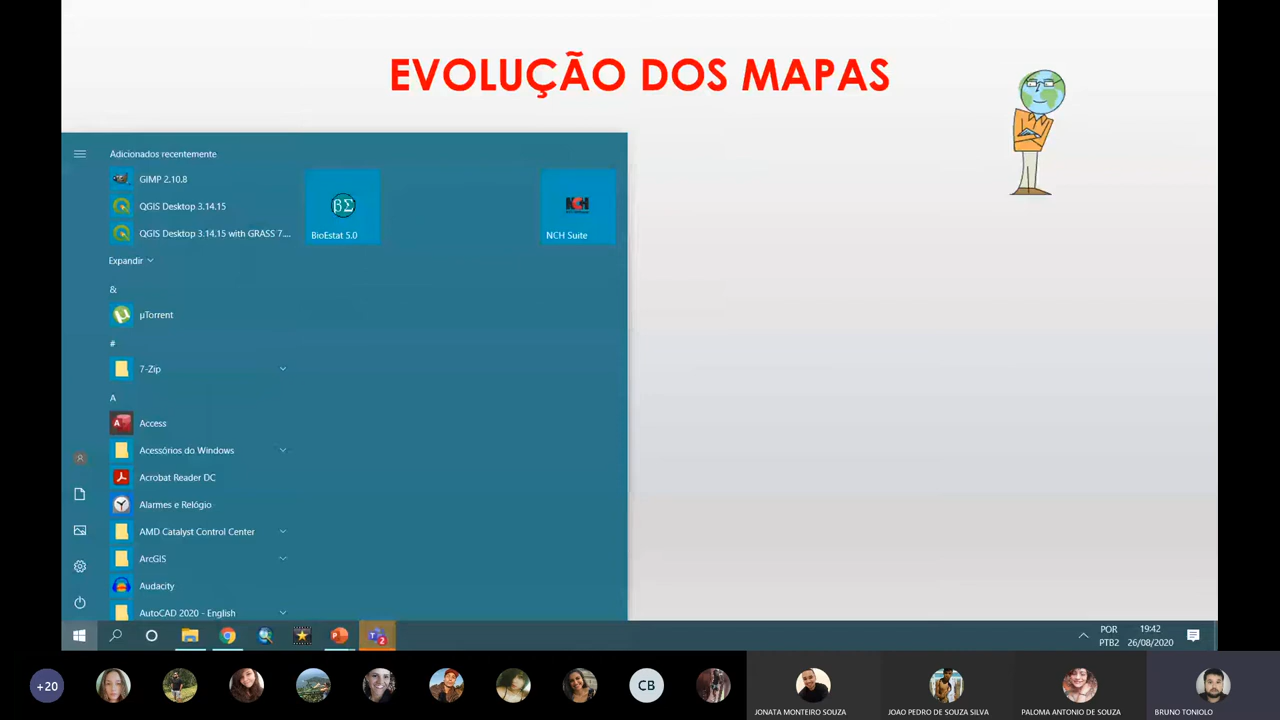 EVOLUÇÃO DOS MAPAS
Adicionados recentemente
GIMP 2.10.8
QGIS Desktop 3.14.15
QGIS Desktop 3.14.15 with GRASS 7....
Expandir
&
µTorrent
#
7-Zip
A
Access
Acessórios do Windows
Acrobat Reader DC
Alarmes e Relógio
AMD Catalyst Control Center
ArcGIS
Audacity
AutoCAD 2020 - English
ΒΣ
BioEstat 5.0
NCH
NCH Suite
POR
PTB2
19:42
26/08/2020
2
+20
CB
JONATA MONTEIRO SOUZA
JOAO PEDRO DE SOUZA SILVA
PALOMA ANTONIO DE SOUZA
BRUNO TONIOLO